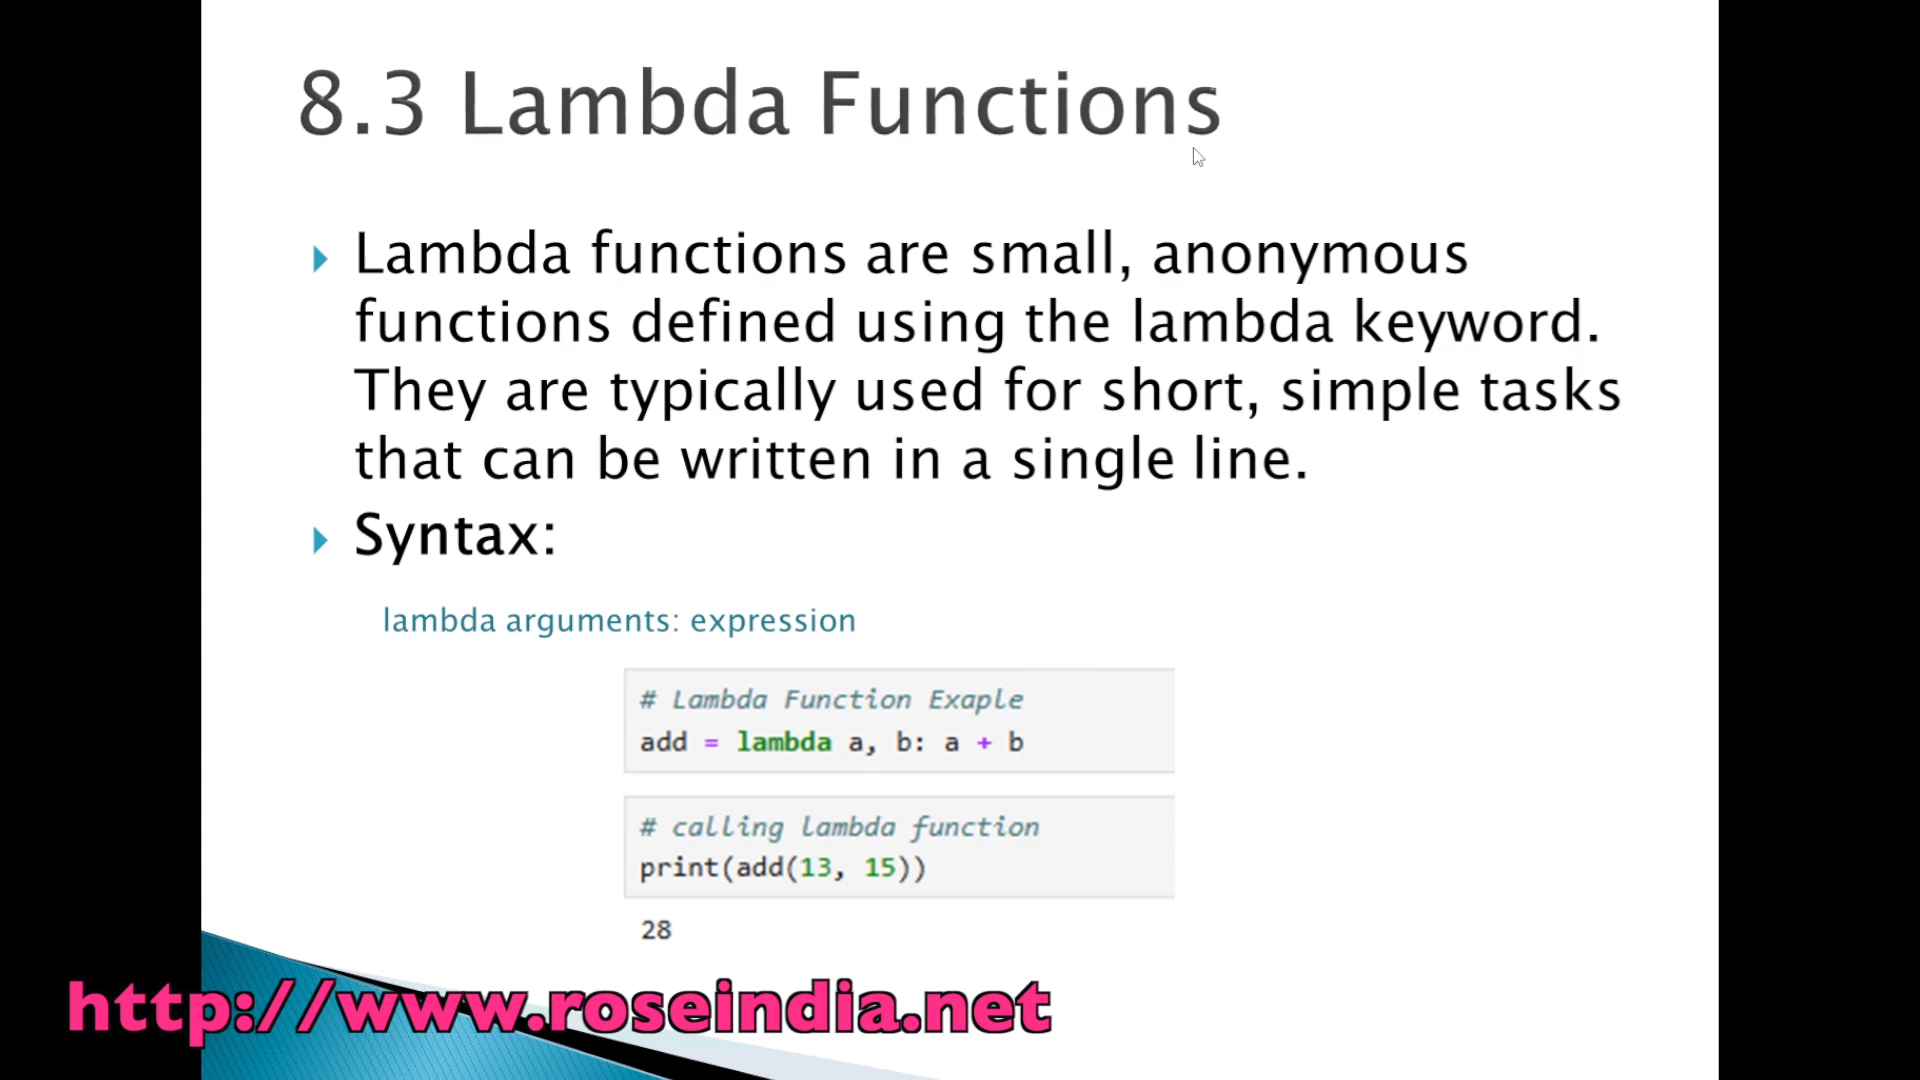 8.3 Lambda Functions
Lambda functions are small, anonymous
functions defined using the lambda keyword.
They are typically used for short, simple tasks
that can be written in a single line.
Syntax:
lambda arguments: expression
# Lambda Function Exaple
add = lambda a, b: a + b
# calling lambda function
print(add(13, 15))
28
http://www.roseindia.net